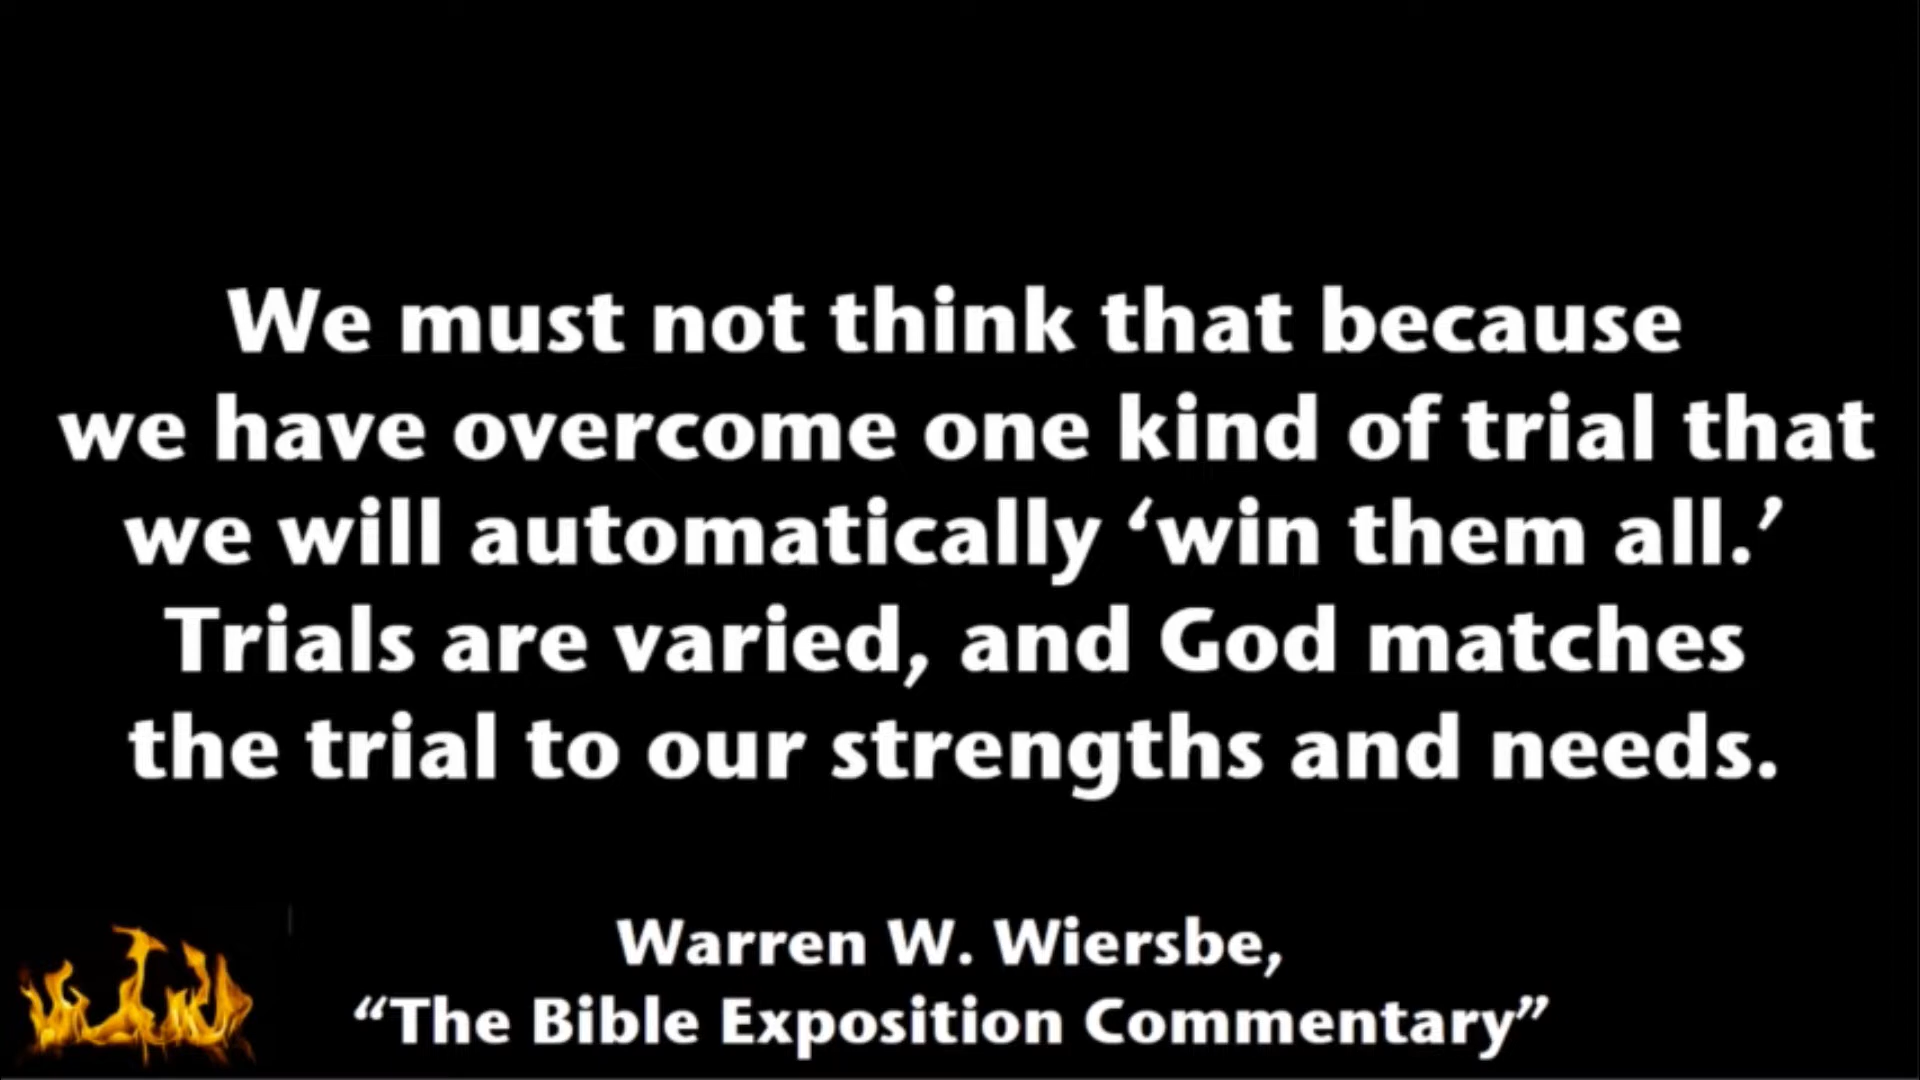 We must not think that because
we have overcome one kind of trial that
we will automatically ‘win them all.’
Trials are varied, and God matches
the trial to our strengths and needs.
Warren W. Wiersbe,
“The Bible Exposition Commentary”